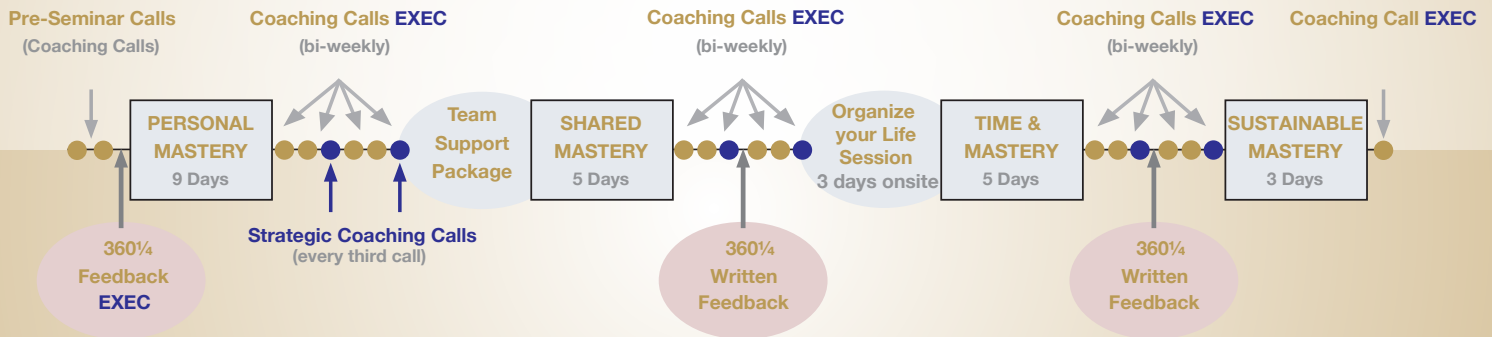 Pre-Seminar Calls
(Coaching Calls)
Coaching Calls EXEC
(bi-weekly)
Coaching Calls EXEC
(bi-weekly)
Coaching Calls EXEC
(bi-weekly)
Coaching Call EXEC
PERSONAL
MASTERY
9 Days
Team
Support
Package
SHARED
MASTERY
5 Days
Organize
your Life
Session
3 days onsite
TIME &
MASTERY
5 Days
SUSTAINABLE
MASTERY
3 Days
360¼
Feedback
EXEC
Strategic Coaching Calls
(every third call)
360¼
Written
Feedback
360¼
Written
Feedback